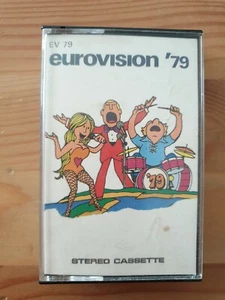 EV 79
eurovision '79
'79
STEREO CASSETTE